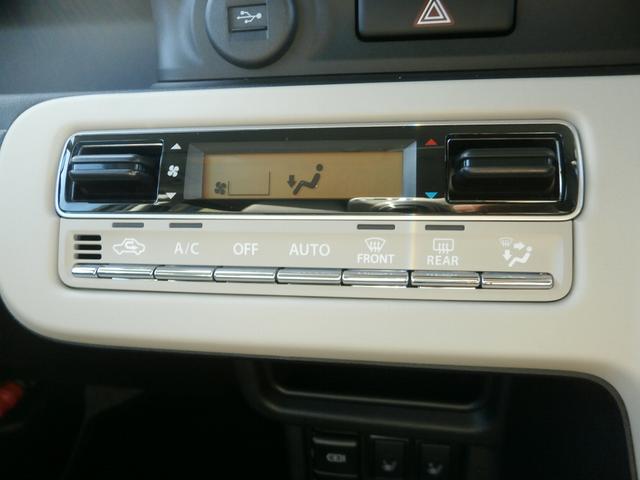 A/C OFF AUTO FRONT REAR